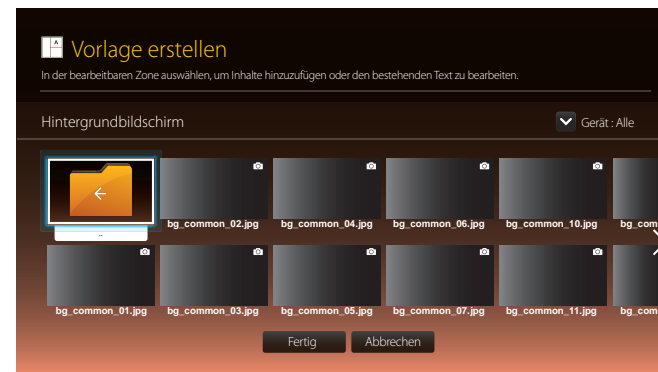 A
Vorlage erstellen
In der bearbeitbaren Zone auswählen, um Inhalte hinzuzufügen oder den bestehenden Text zu bearbeiten.
Hintergrundbildschirm
Gerät : Alle
..
bg_common_02.jpg
bg_common_04.jpg
bg_common_06.jpg
bg_common_10.jpg
bg_com
bg_common_01.jpg
bg_common_03.jpg
bg_common_05.jpg
bg_common_07.jpg
bg_common_11.jpg
bg_com
Fertig
Abbrechen